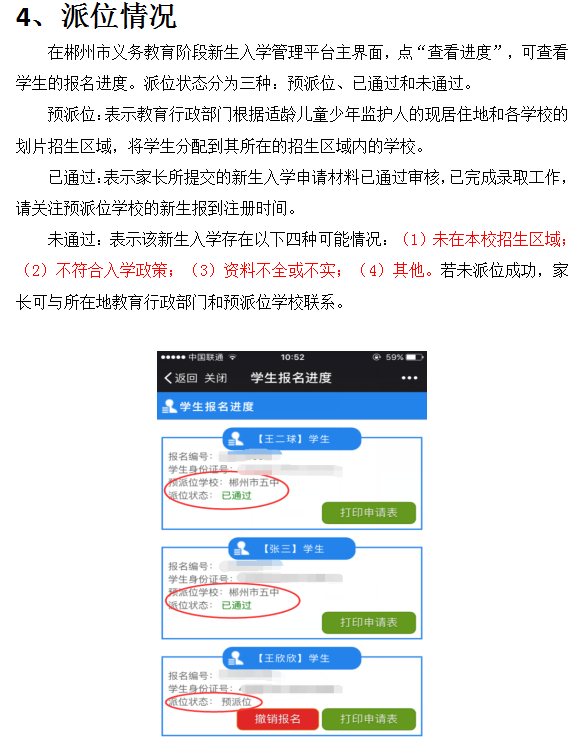 4、派位情况
在郴州市义务教育阶段新生入学管理平台主界面，点“查看进度”，可查看
学生的报名进度。派位状态分为三种：预派位、已通过和未通过。
预派位：表示教育行政部门根据适龄儿童少年监护人的现居住地和各学校的
划片招生区域，将学生分配到其所在的招生区域内的学校。
已通过：表示家长所提交的新生入学申请材料已通过审核，已完成录取工作，
请关注预派位学校的新生报到注册时间。
未通过：表示该新生入学存在以下四种可能情况：（1）未在本校招生区域；
（2）不符合入学政策；（3）资料不全或不实；（4）其他。若未派位成功，家
长可与所在地教育行政部门和预派位学校联系。
中国联通 10:52 59%
返回 关闭 学生报名进度
学生报名进度
【王二球】学生
报名编号：
学生身份证号：
预派位学校：郴州市五中
派位状态： 已通过
打印申请表
【张三】学生
报名编号：
学生身份证号：
预派位学校：郴州市五中
派位状态： 已通过
打印申请表
【王欣欣】学生
报名编号：
学生身份证号：
派位状态： 预派位
撤销报名 打印申请表